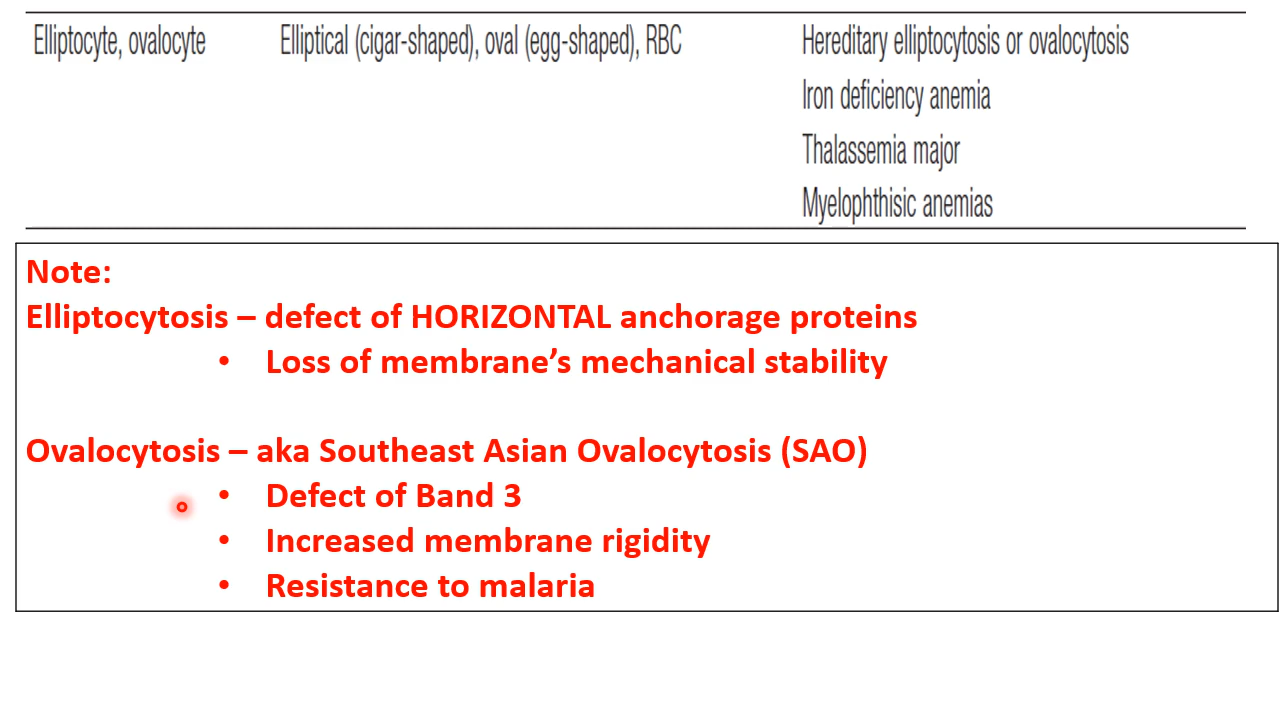 Elliptocyte, ovalocyte Elliptical (cigar-shaped), oval (egg-shaped), RBC Hereditary elliptocytosis or ovalocytosis
Iron deficiency anemia
Thalassemia major
Myelophthisic anemias
Note:
Elliptocytosis – defect of HORIZONTAL anchorage proteins
• Loss of membrane’s mechanical stability
Ovalocytosis – aka Southeast Asian Ovalocytosis (SAO)
• Defect of Band 3
• Increased membrane rigidity
• Resistance to malaria